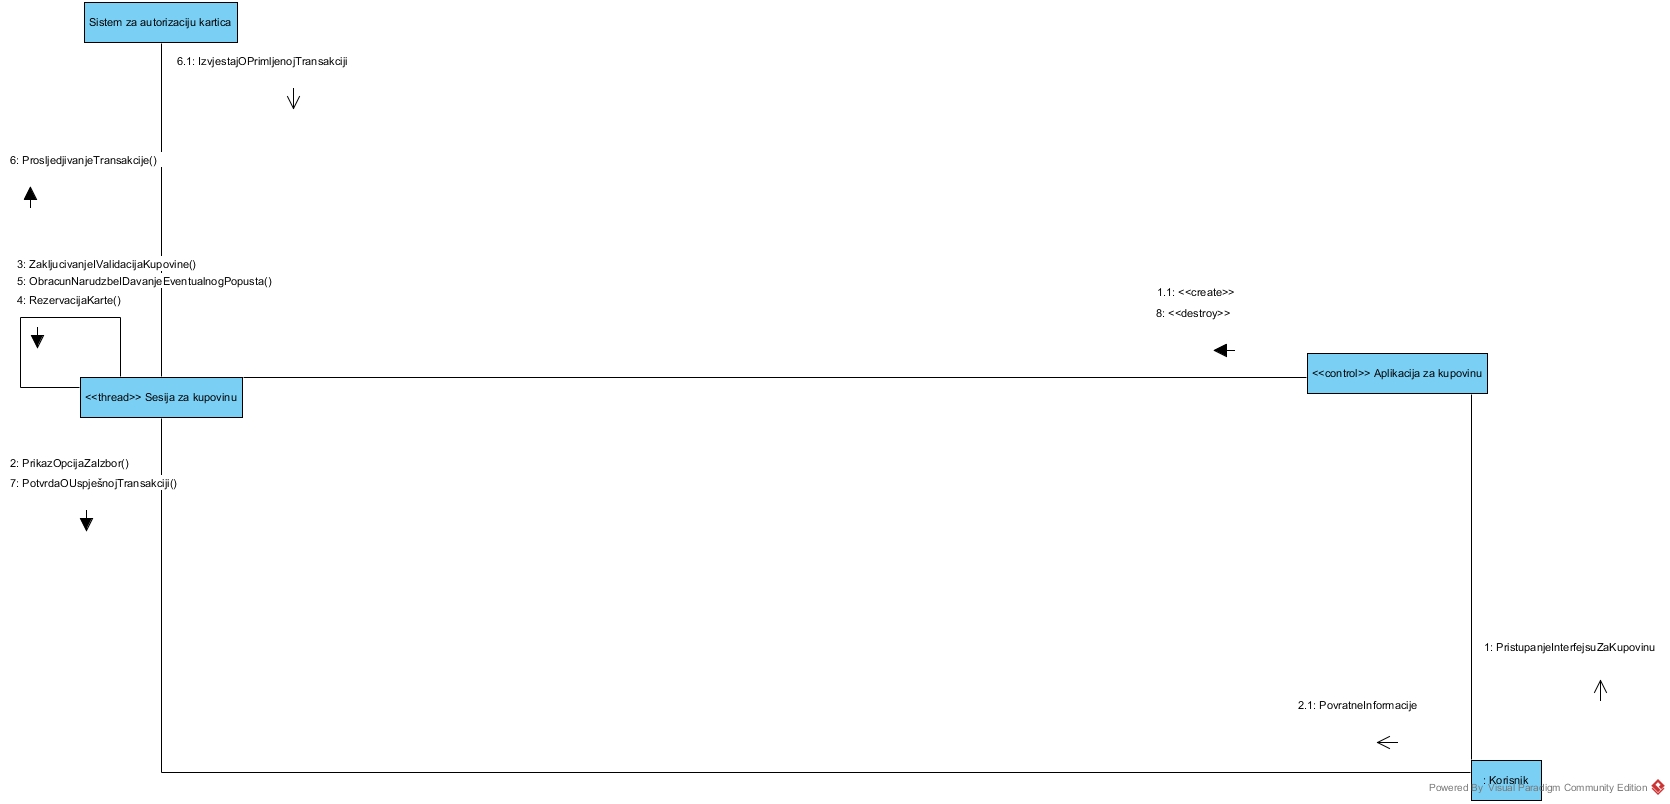 Sistem za autorizaciju kartica
6.1: IzvjestajOPrimljenojTransakciji
6: ProsljedjivanjeTransakcije()
3: ZakljucivanjeIValidacijaKupovine()
5: ObracunNarudzbeIDavanjeEventualnogPopusta()
4: RezervacijaKarte()
1.1: <<create>>
8: <<destroy>>
<<control>> Aplikacija za kupovinu
<<thread>> Sesija za kupovinu
2: PrikazOpcijaZaIzbor()
7: PotvrdaOUspješnojTransakciji()
1: PristupanjeInterfejsuZaKupovinu
2.1: PovratneInformacije
: Korisnik
Powered By Visual Paradigm Community Edition